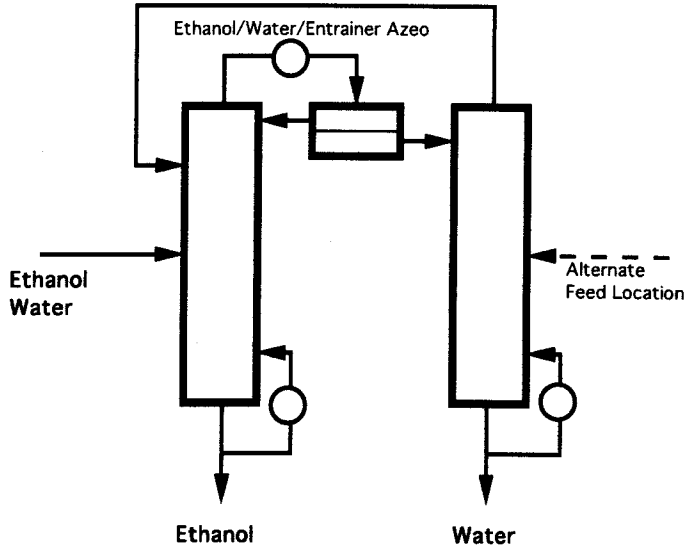 Ethanol/Water/Entrainer Azeo
Ethanol
Water
Alternate
Feed Location
Ethanol
Water